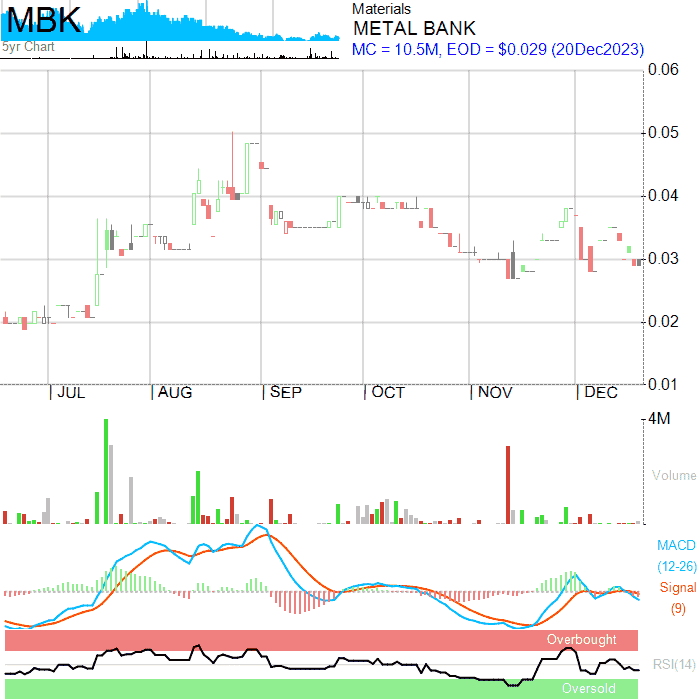 MBK
5yr Chart
Materials
METAL BANK
MC = 10.5M, EOD = $0.029 (20Dec2023)
0.06
0.05
0.04
0.03
0.02
0.01
JUL AUG SEP OCT NOV DEC
4M
Volume
MACD
(12-26)
Signal
(9)
Overbought
RSI(14)
Oversold